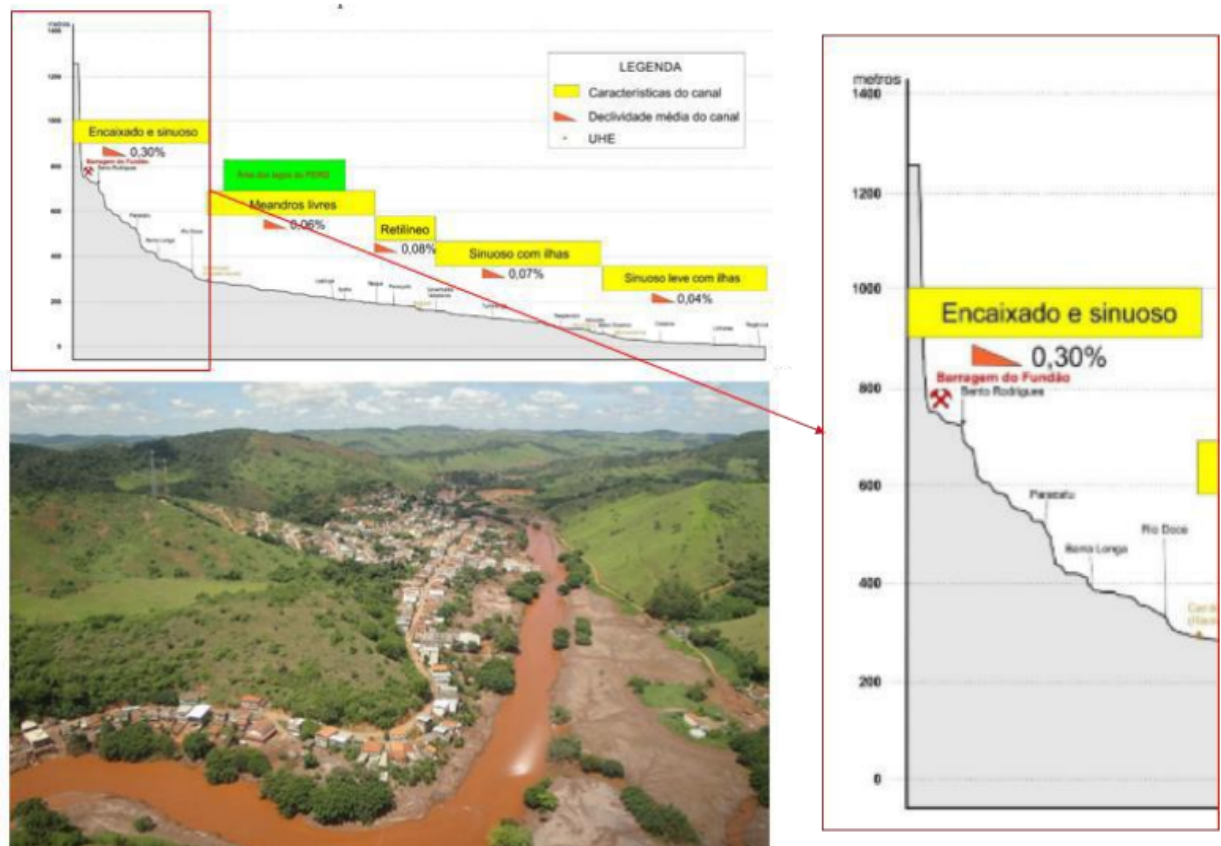 metros
1400
1200
1000
800
600
400
200
0
LEGENDA
Características do canal
Declividade média do canal
UHE
Encaixado e sinuoso
0,30%
Barragem do Fundão
Bento Rodrigues
Paracatu
Barra Longa
Rio Doce
Meandros livres
0,06%
Retilíneo
0,08%
Sinuoso com ilhas
0,07%
Sinuoso leve com ilhas
0,04%
Linhares
metros
1400
1200
1000
800
600
400
200
0
Encaixado e sinuoso
0,30%
Barragem do Fundão
Bento Rodrigues
Paracatu
Barra Longa
Rio Doce